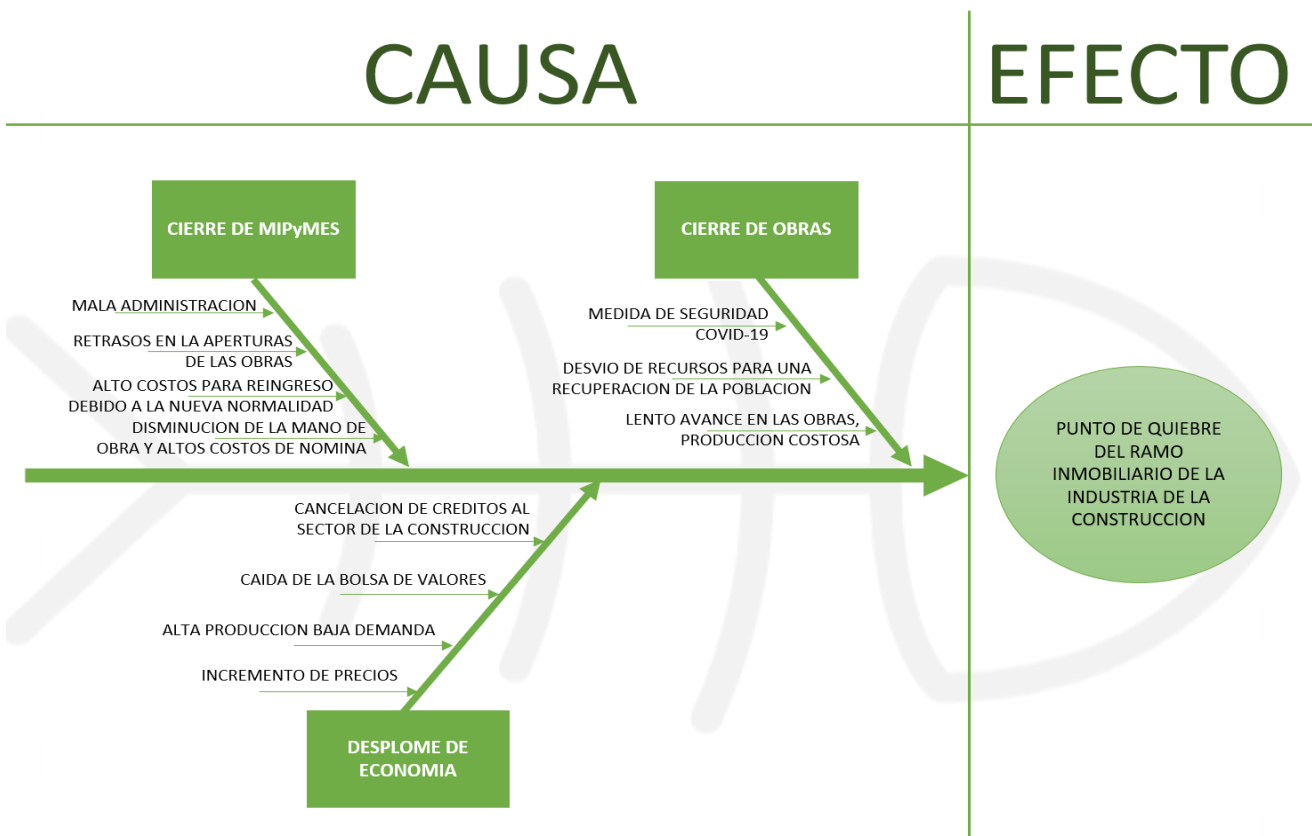 CAUSA
EFECTO
CIERRE DE MIPyMES
MALA ADMINISTRACION
RETRASOS EN LA APERTURAS
DE LAS OBRAS
ALTO COSTOS PARA REINGRESO
DEBIDO A LA NUEVA NORMALIDAD
DISMINUCION DE LA MANO DE
OBRA Y ALTOS COSTOS DE NOMINA
CIERRE DE OBRAS
MEDIDA DE SEGURIDAD
COVID-19
DESVIO DE RECURSOS PARA UNA
RECUPERACION DE LA POBLACION
LENTO AVANCE EN LAS OBRAS,
PRODUCCION COSTOSA
CANCELACION DE CREDITOS AL
SECTOR DE LA CONSTRUCCION
CAIDA DE LA BOLSA DE VALORES
ALTA PRODUCCION BAJA DEMANDA
INCREMENTO DE PRECIOS
DESPLOME DE
ECONOMIA
PUNTO DE QUIEBRE
DEL RAMO
INMOBILIARIO DE LA
INDUSTRIA DE LA
CONSTRUCCION